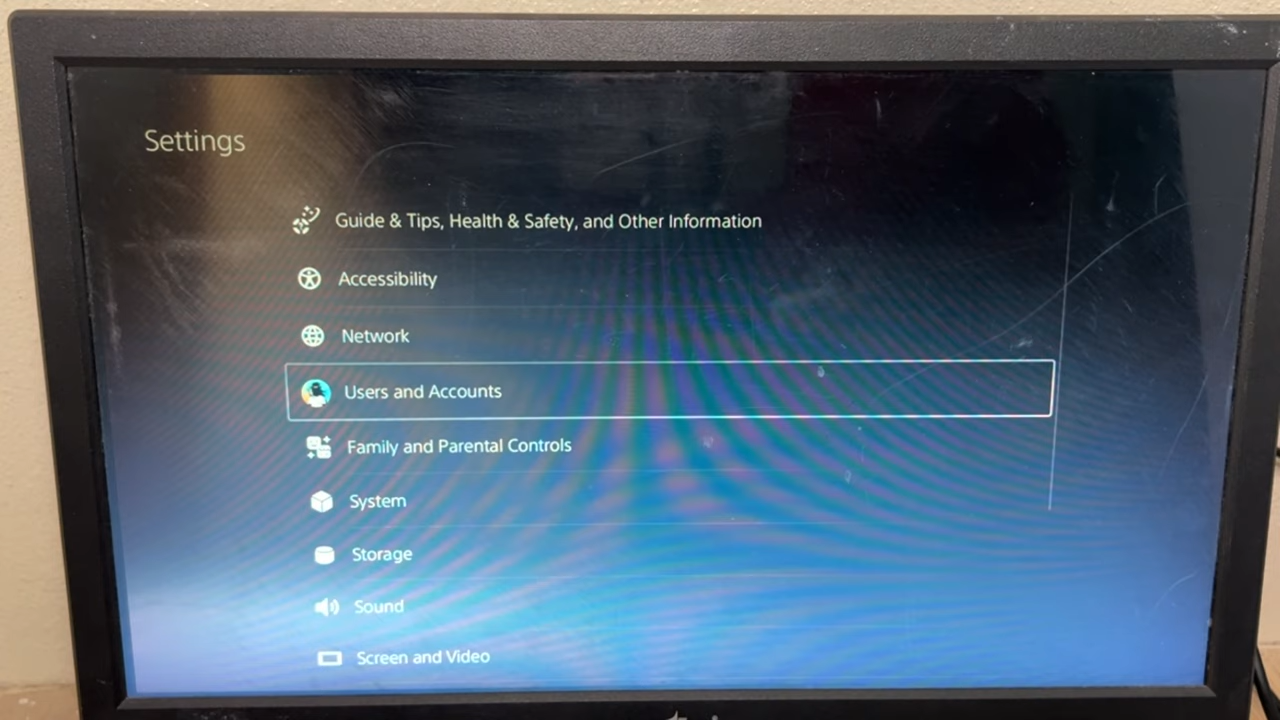 Settings
Guide & Tips, Health & Safety, and Other Information
Accessibility
Network
Users and Accounts
Family and Parental Controls
System
Storage
Sound
Screen and Video